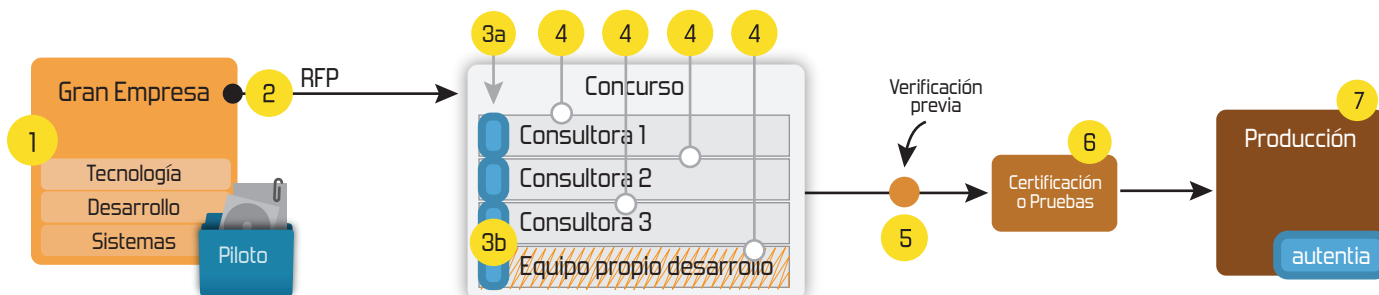 3a
4
4
4
4
Gran Empresa
2
RFP
Concurso
Verificación
previa
7
1
Consultora 1
6
Producción
Tecnología
Consultora 2
Certificación
o Pruebas
Desarrollo
Consultora 3
Sistemas
3b
5
Piloto
Equipo propio desarrollo
autentia